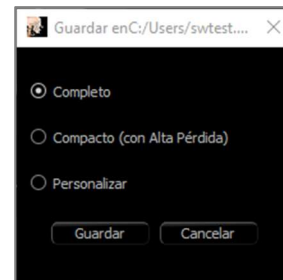 Guardar enC:/Users/swtest....
Completo
Compacto (con Alta Pérdida)
Personalizar
Guardar
Cancelar